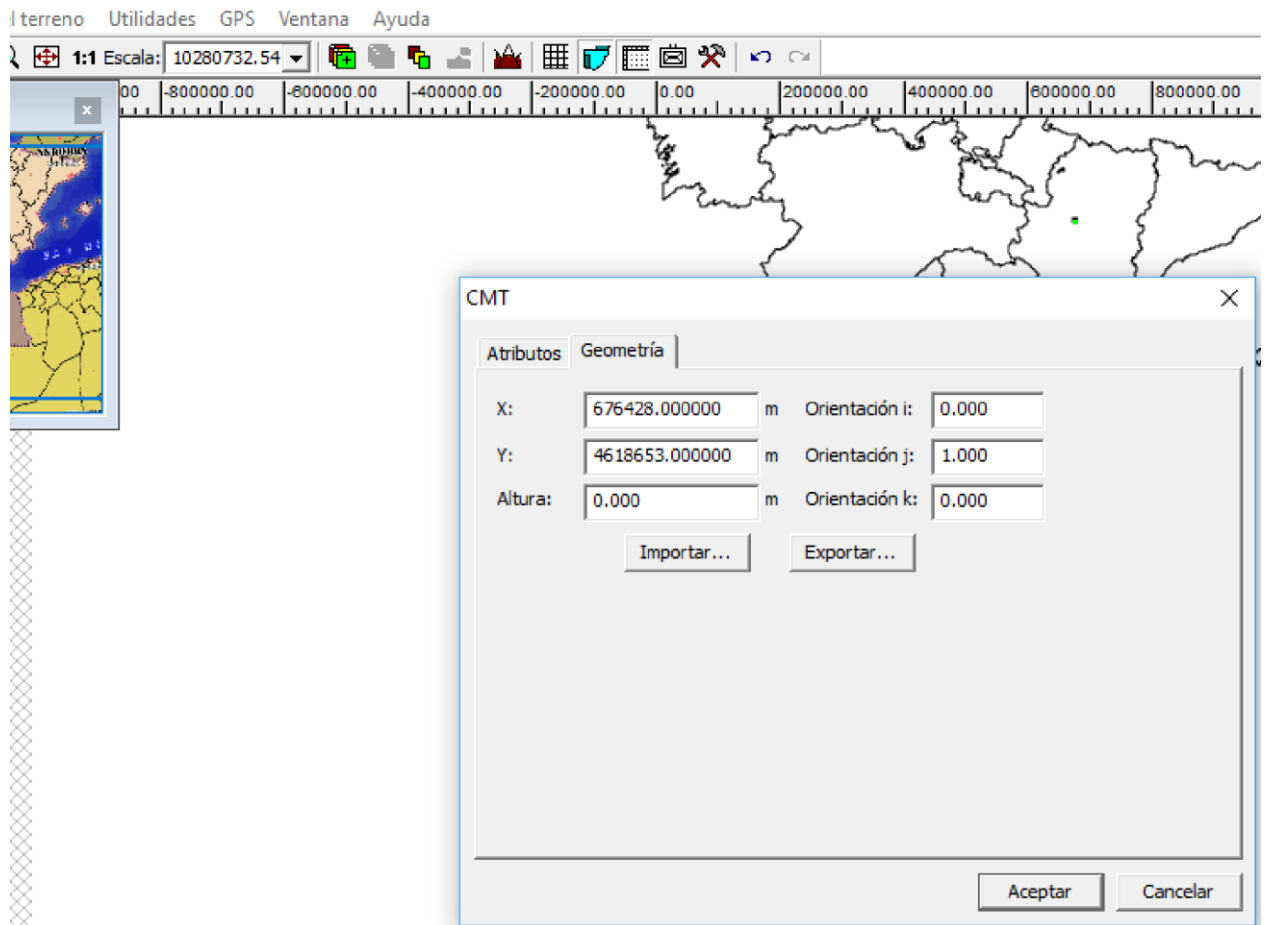 l terreno Utilidades GPS Ventana Ayuda
1:1 Escala: 10280732.54
00 -800000.00 -600000.00 -400000.00 -200000.00 0.00 200000.00 400000.00 600000.00 800000.00
CMT
Atributos Geometría
X: 676428.000000 m Orientación i: 0.000
Y: 4618653.000000 m Orientación j: 1.000
Altura: 0.000 m Orientación k: 0.000
Importar... Exportar...
Aceptar Cancelar